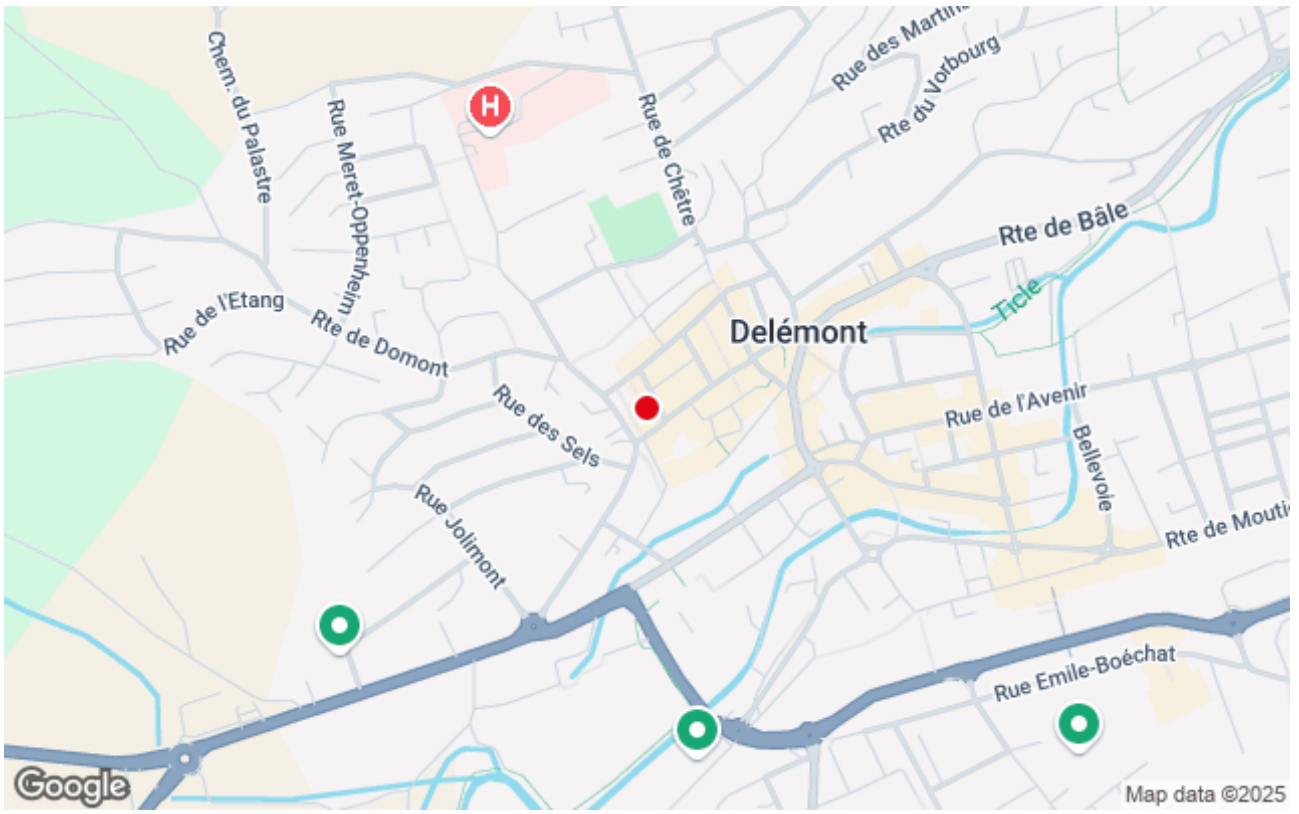 Rue des Martins
Chem. du Palastre
Rte du Vorbourg
H
Rue Meret-Oppenheim
Rue de Chêtre
Rte de Bâle
Ticle
Rue de l'Etang
Rte de Domont
Delémont
Rue de l'Avenir
Rue des Sels
Bellevoie
Rue Jolimont
Rte de Moutie
Rue Emile-Boéchat
Google
Map data ©2025